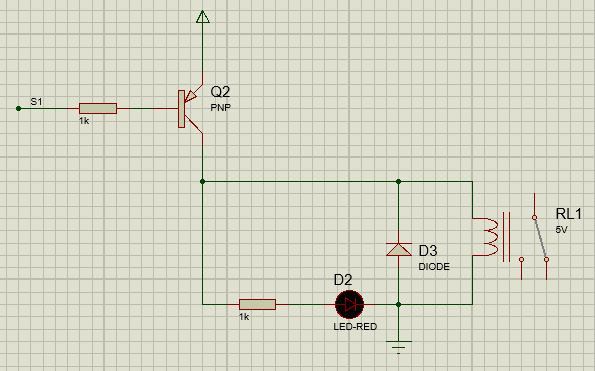 S1
1k
Q2
PNP
RL1
5V
D3
DIODE
D2
1k
LED-RED